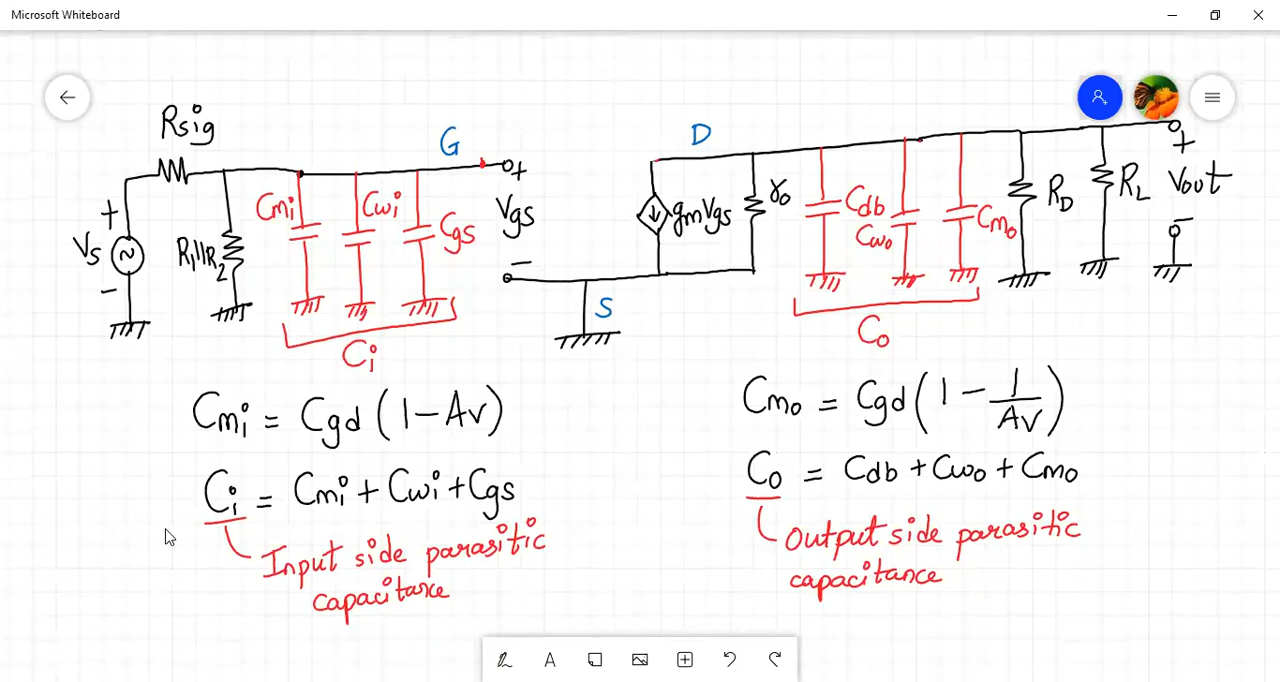 Microsoft Whiteboard
Rsig
G
D
+
Vs
-
R1||R2
Cmi
Cwi
Cgs
+
Vgs
-
gmVgs
ro
Cdb
Cwo
Cmo
RD
RL
+
Vout
-
S
Ci
Co
Cmi = Cgd (1-Av)
Cmo = Cgd (1 - 1/Av)
Ci = Cmi + Cwi + Cgs
Co = Cdb + Cwo + Cmo
Input side parasitic
capacitance
Output side parasitic
capacitance
A